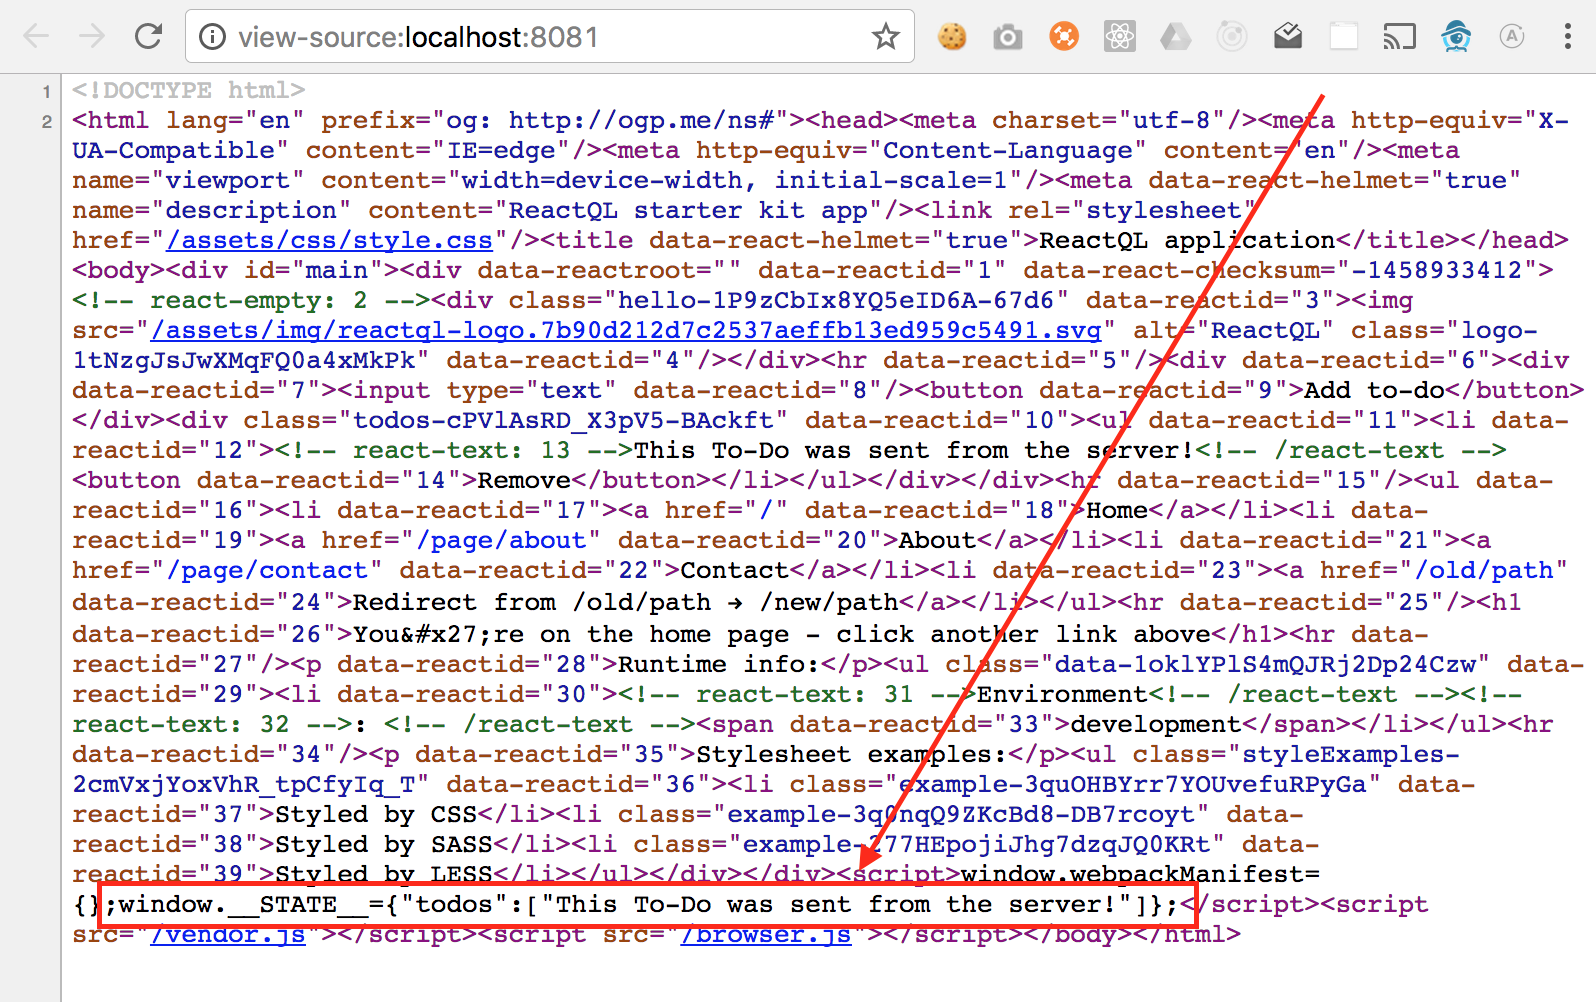 view-source:localhost:8081
1 <!DOCTYPE html>
2 <html lang="en" prefix="og: http://ogp.me/ns#"><head><meta charset="utf-8"/><meta http-equiv="X-
UA-Compatible" content="IE=edge"/><meta http-equiv="Content-Language" content="en"/><meta
name="viewport" content="width=device-width, initial-scale=1"/><meta data-react-helmet="true"
name="description" content="ReactQL starter kit app"/><link rel="stylesheet"
href="/assets/css/style.css"/><title data-react-helmet="true">ReactQL application</title></head>
<body><div id="main"><div data-reactroot="" data-reactid="1" data-react-checksum="-1458933412">
<!-- react-empty: 2 --><div class="hello-1P9zCbIx8YQ5eID6A-67d6" data-reactid="3"><img
src="/assets/img/reactql-logo.7b90d212d7c2537aeffb13ed959c5491.svg" alt="ReactQL" class="logo-
1tNzgJsJwXMqFQ0a4xMkPk" data-reactid="4"/></div><hr data-reactid="5"/><div data-reactid="6"><div
data-reactid="7"><input type="text" data-reactid="8"/><button data-reactid="9">Add to-do</button>
</div><div class="todos-cPVlAsRD_X3pV5-BAckft" data-reactid="10"><ul data-reactid="11"><li data-
reactid="12"><!-- react-text: 13 -->This To-Do was sent from the server!<!-- /react-text -->
<button data-reactid="14">Remove</button></li></ul></div></div><hr data-reactid="15"/><ul data-
reactid="16"><li data-reactid="17"><a href="/" data-reactid="18">Home</a></li><li data-
reactid="19"><a href="/page/about" data-reactid="20">About</a></li><li data-reactid="21"><a
href="/page/contact" data-reactid="22">Contact</a></li><li data-reactid="23"><a href="/old/path"
data-reactid="24">Redirect from /old/path → /new/path</a></li></ul><hr data-reactid="25"/><h1
data-reactid="26">You&#x27;re on the home page - click another link above</h1><hr data-
reactid="27"/><p data-reactid="28">Runtime info:</p><ul class="data-1oklYPlS4mQJRj2Dp24Czw" data-
reactid="29"><li data-reactid="30"><!-- react-text: 31 -->Environment<!-- /react-text --><!--
react-text: 32 -->: <!-- /react-text --><span data-reactid="33">development</span></li></ul><hr
data-reactid="34"/><p data-reactid="35">Stylesheet examples:</p><ul class="styleExamples-
2cmVxjYoxVhR_tpCfyIq_T" data-reactid="36"><li class="example-3quOHBYrr7YOUvefuRPyGa" data-
reactid="37">Styled by CSS</li><li class="example-3q0nqQ9ZKcBd8-DB7rcoyt" data-
reactid="38">Styled by SASS</li><li class="example-277HEpojiJhg7dzqJQ0KRt" data-
reactid="39">Styled by LESS</li></ul></div></div><script>window.webpackManifest=
{};window.__STATE__={"todos":["This To-Do was sent from the server!"]};</script><script
src="/vendor.js"></script><script src="/browser.js"></script></body></html>